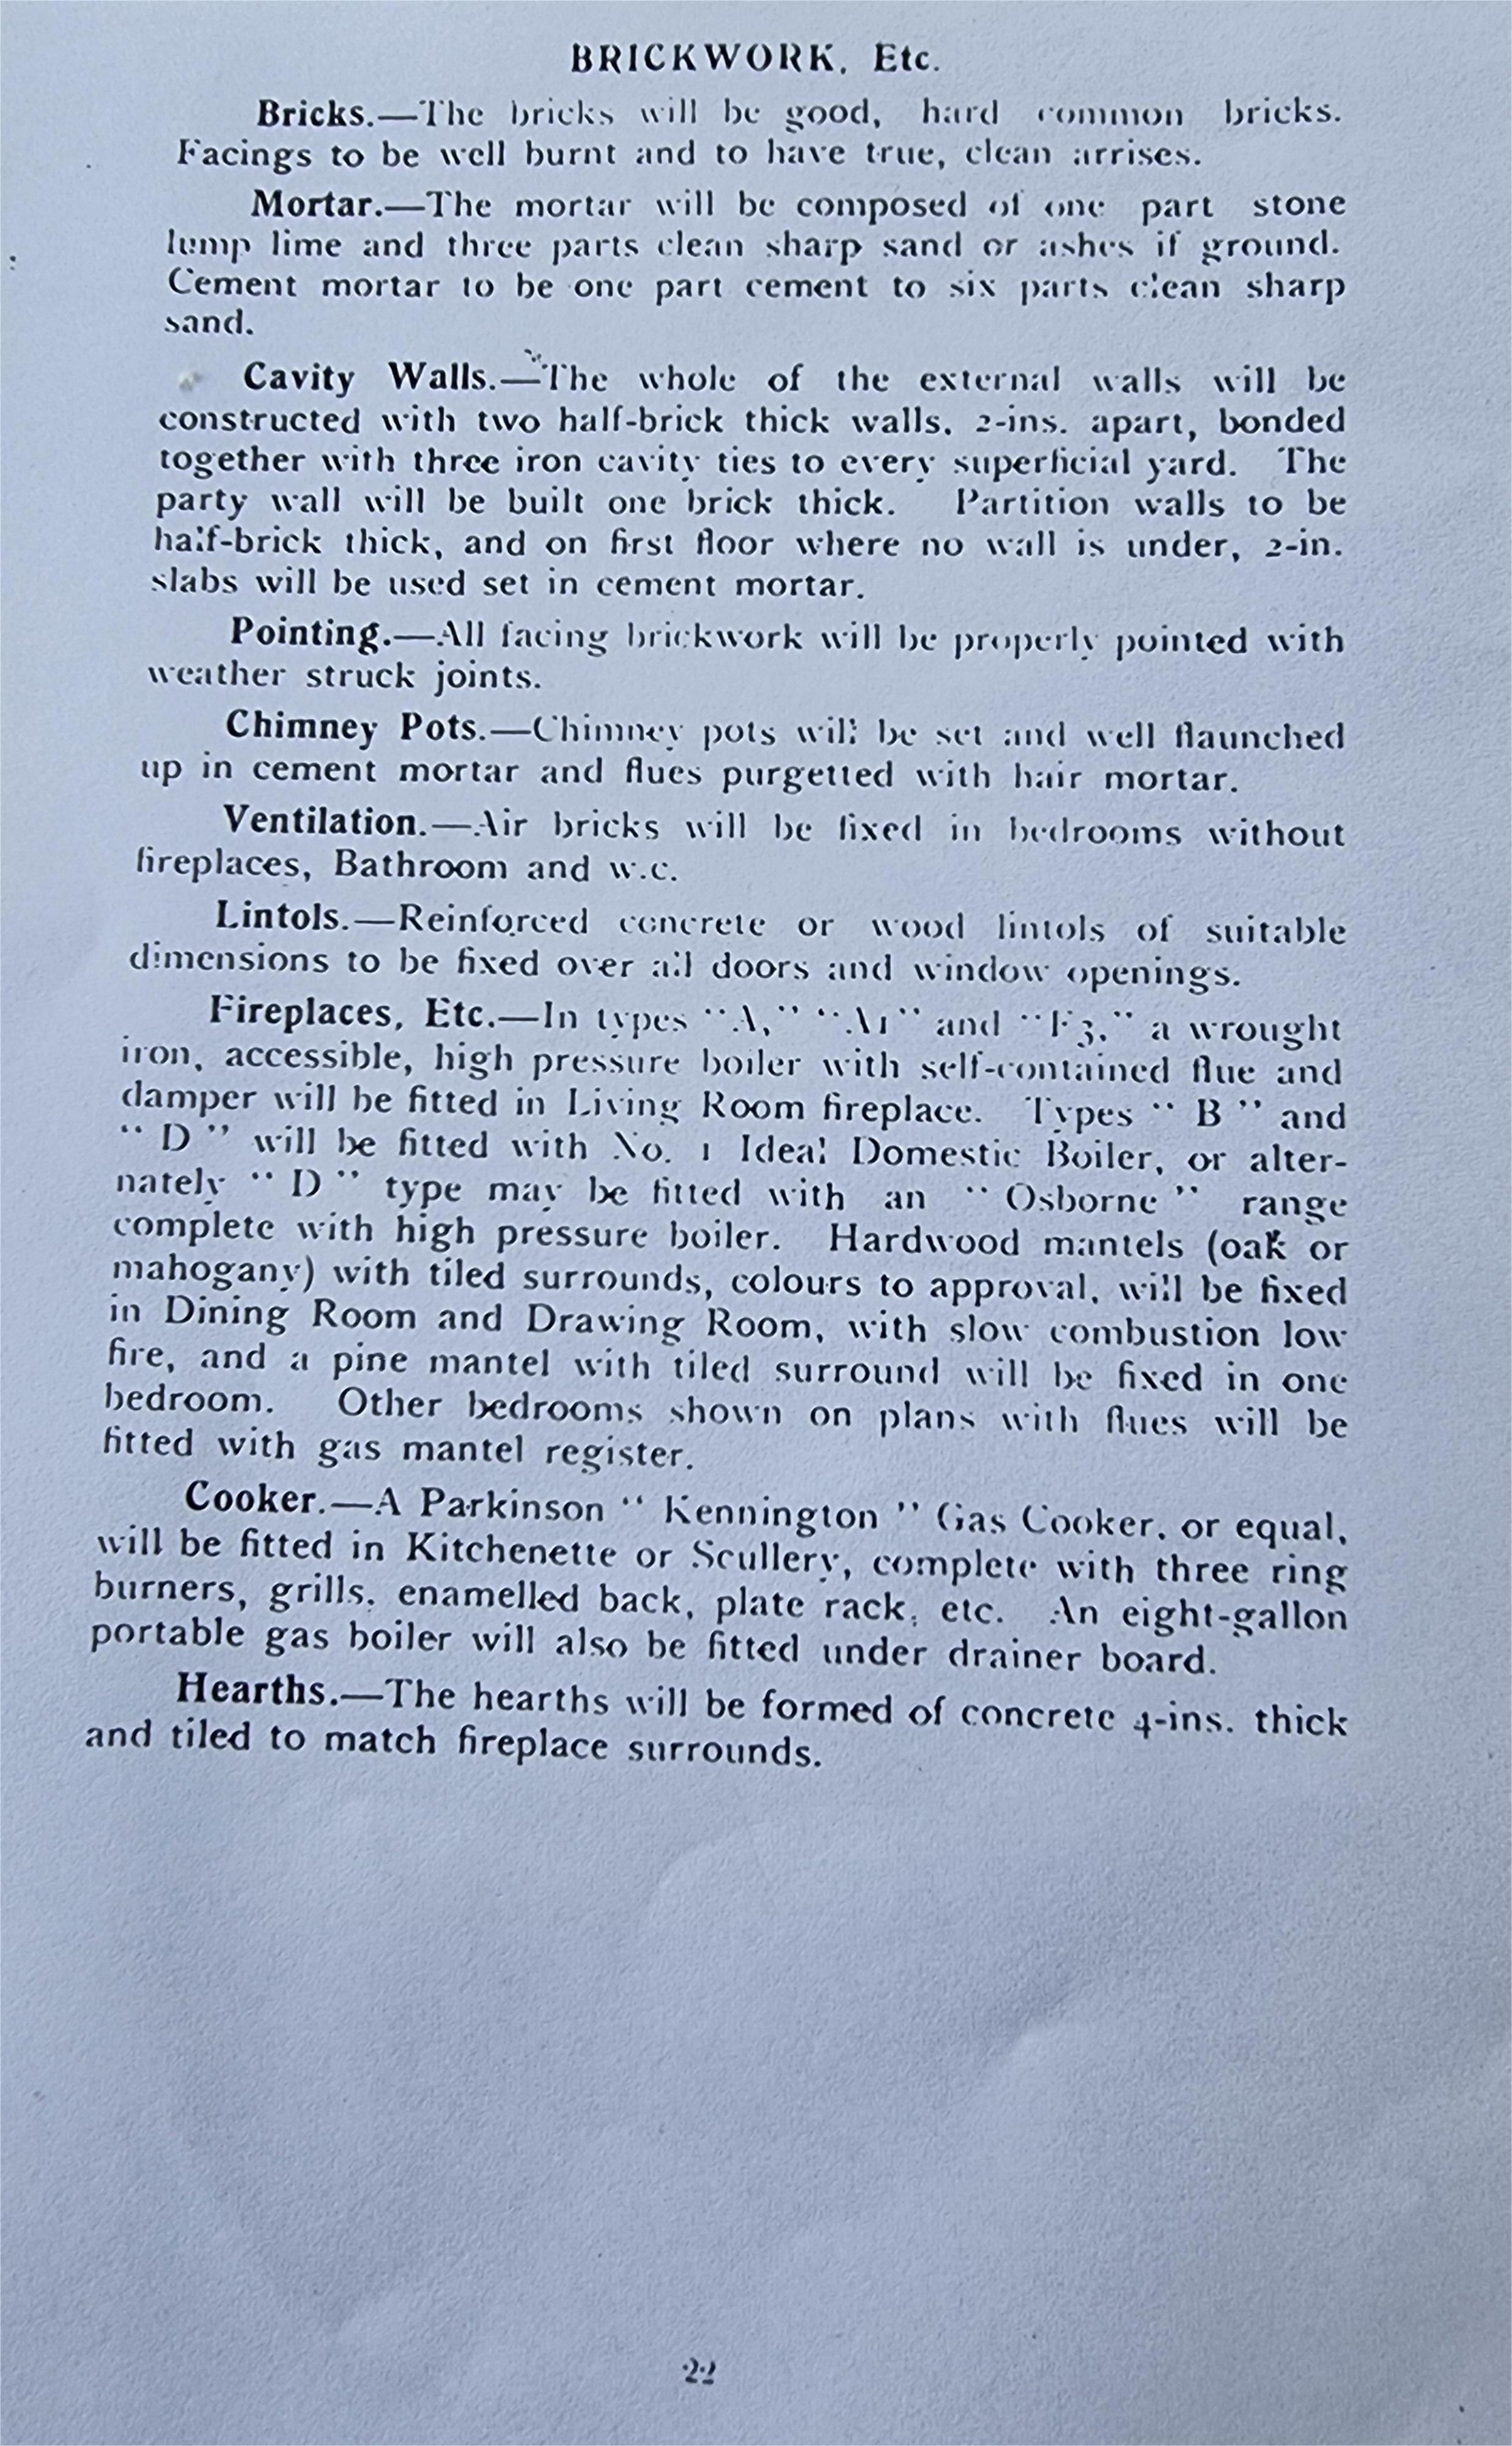 BRICKWORK, Etc.
Bricks.—The bricks will be good, hard common bricks.
Facings to be well burnt and to have true, clean arrises.
Mortar.—The mortar will be composed of one part stone
lump lime and three parts clean sharp sand or ashes if ground.
Cement mortar to be one part cement to six parts clean sharp
sand.
Cavity Walls.—The whole of the external walls will be
constructed with two half-brick thick walls, 2-ins. apart, bonded
together with three iron cavity ties to every superficial yard. The
party wall will be built one brick thick. Partition walls to be
half-brick thick, and on first floor where no wall is under, 2-in.
slabs will be used set in cement mortar.
Pointing.—All facing brickwork will be properly pointed with
weather struck joints.
Chimney Pots.—Chimney pots will be set and well flaunched
up in cement mortar and flues purgetted with hair mortar.
Ventilation.—Air bricks will be fixed in bedrooms without
fireplaces, Bathroom and w.c.
Lintols.—Reinforced concrete or wood lintols of suitable
dimensions to be fixed over all doors and window openings.
Fireplaces, Etc.—In types "A," "A1" and "F3," a wrought
iron, accessible, high pressure boiler with self-contained flue and
damper will be fitted in Living Room fireplace. Types " B " and
" D " will be fitted with No. 1 Ideal Domestic Boiler, or alter-
nately " D " type may be fitted with an " Osborne " range
complete with high pressure boiler. Hardwood mantels (oak or
mahogany) with tiled surrounds, colours to approval, will be fixed
in Dining Room and Drawing Room, with slow combustion low
fire, and a pine mantel with tiled surround will be fixed in one
bedroom. Other bedrooms shown on plans with flues will be
fitted with gas mantel register.
Cooker.—A Parkinson " Kennington " Gas Cooker, or equal,
will be fitted in Kitchenette or Scullery, complete with three ring
burners, grills, enamelled back, plate rack, etc. An eight-gallon
portable gas boiler will also be fitted under drainer board.
Hearths.—The hearths will be formed of concrete 4-ins. thick
and tiled to match fireplace surrounds.
22